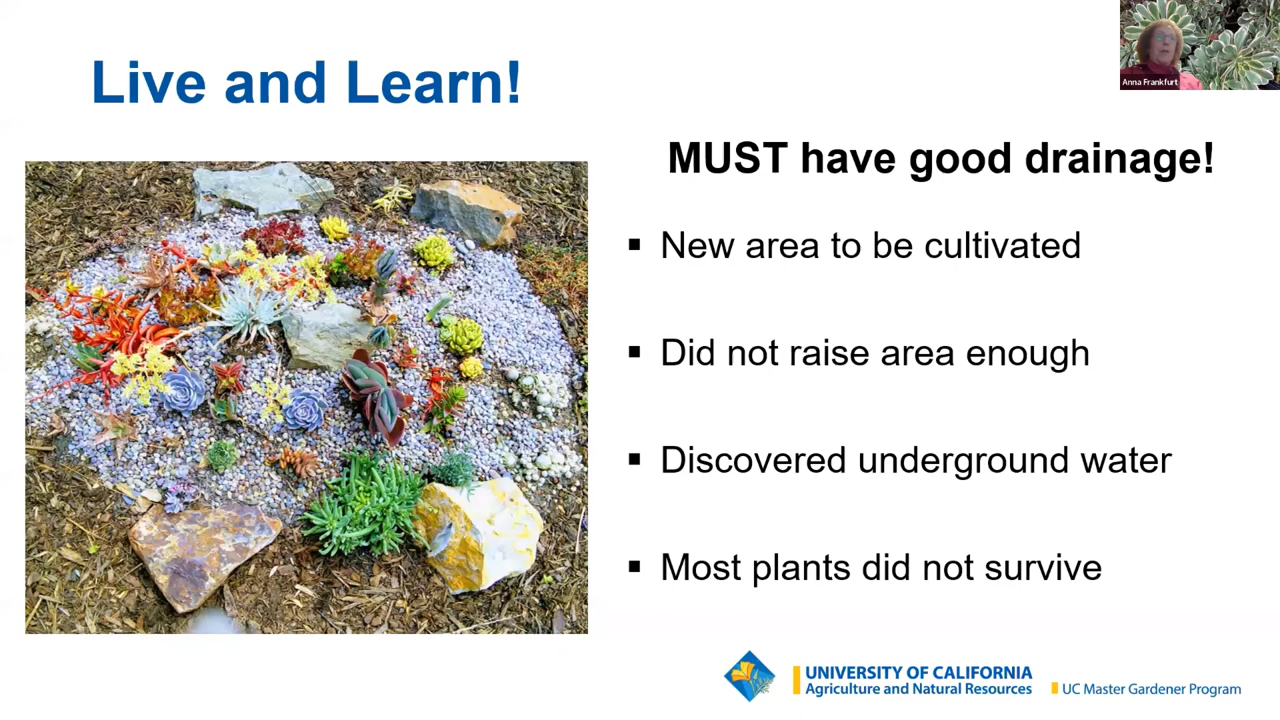 Live and Learn!
Anna Frankfurt
MUST have good drainage!
▪ New area to be cultivated
▪ Did not raise area enough
▪ Discovered underground water
▪ Most plants did not survive
UNIVERSITY OF CALIFORNIA
Agriculture and Natural Resources
UC Master Gardener Program